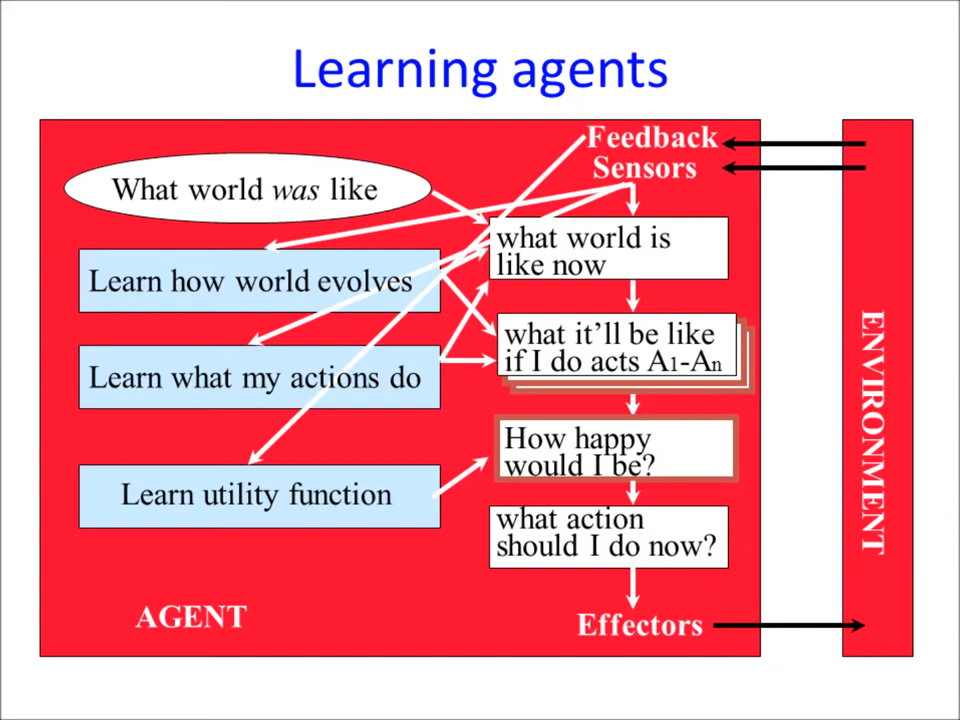 Learning agents
Feedback
Sensors
What world was like
what world is
like now
Learn how world evolves
what it'll be like
if I do acts A1-An
Learn what my actions do
How happy
would I be?
Learn utility function
what action
should I do now?
AGENT
Effectors
ENVIRONMENT